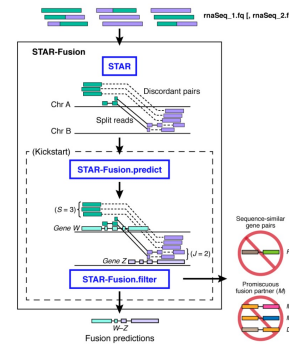 rnaSeq_1.fq [, rnaSeq_2.f
STAR-Fusion
STAR
Discordant pairs
Chr A
Split reads
Chr B
(Kickstart)
STAR-Fusion.predict
(S = 3)
Gene W
(J = 2)
Gene Z
STAR-Fusion.filter
Sequence-similar
gene pairs
Promiscuous
fusion partner (M)
W–Z
Fusion predictions